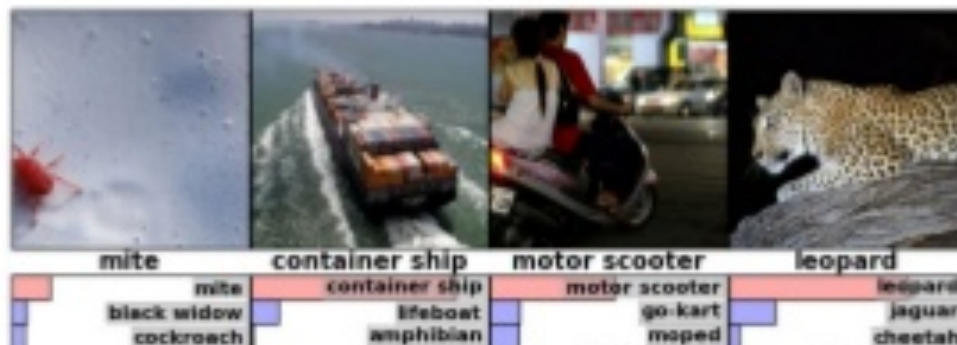 mite
container ship
motor scooter
leopard
mite
container ship
motor scooter
leopard
black widow
lifeboat
go-kart
jaguar
cockroach
amphibian
moped
cheetah